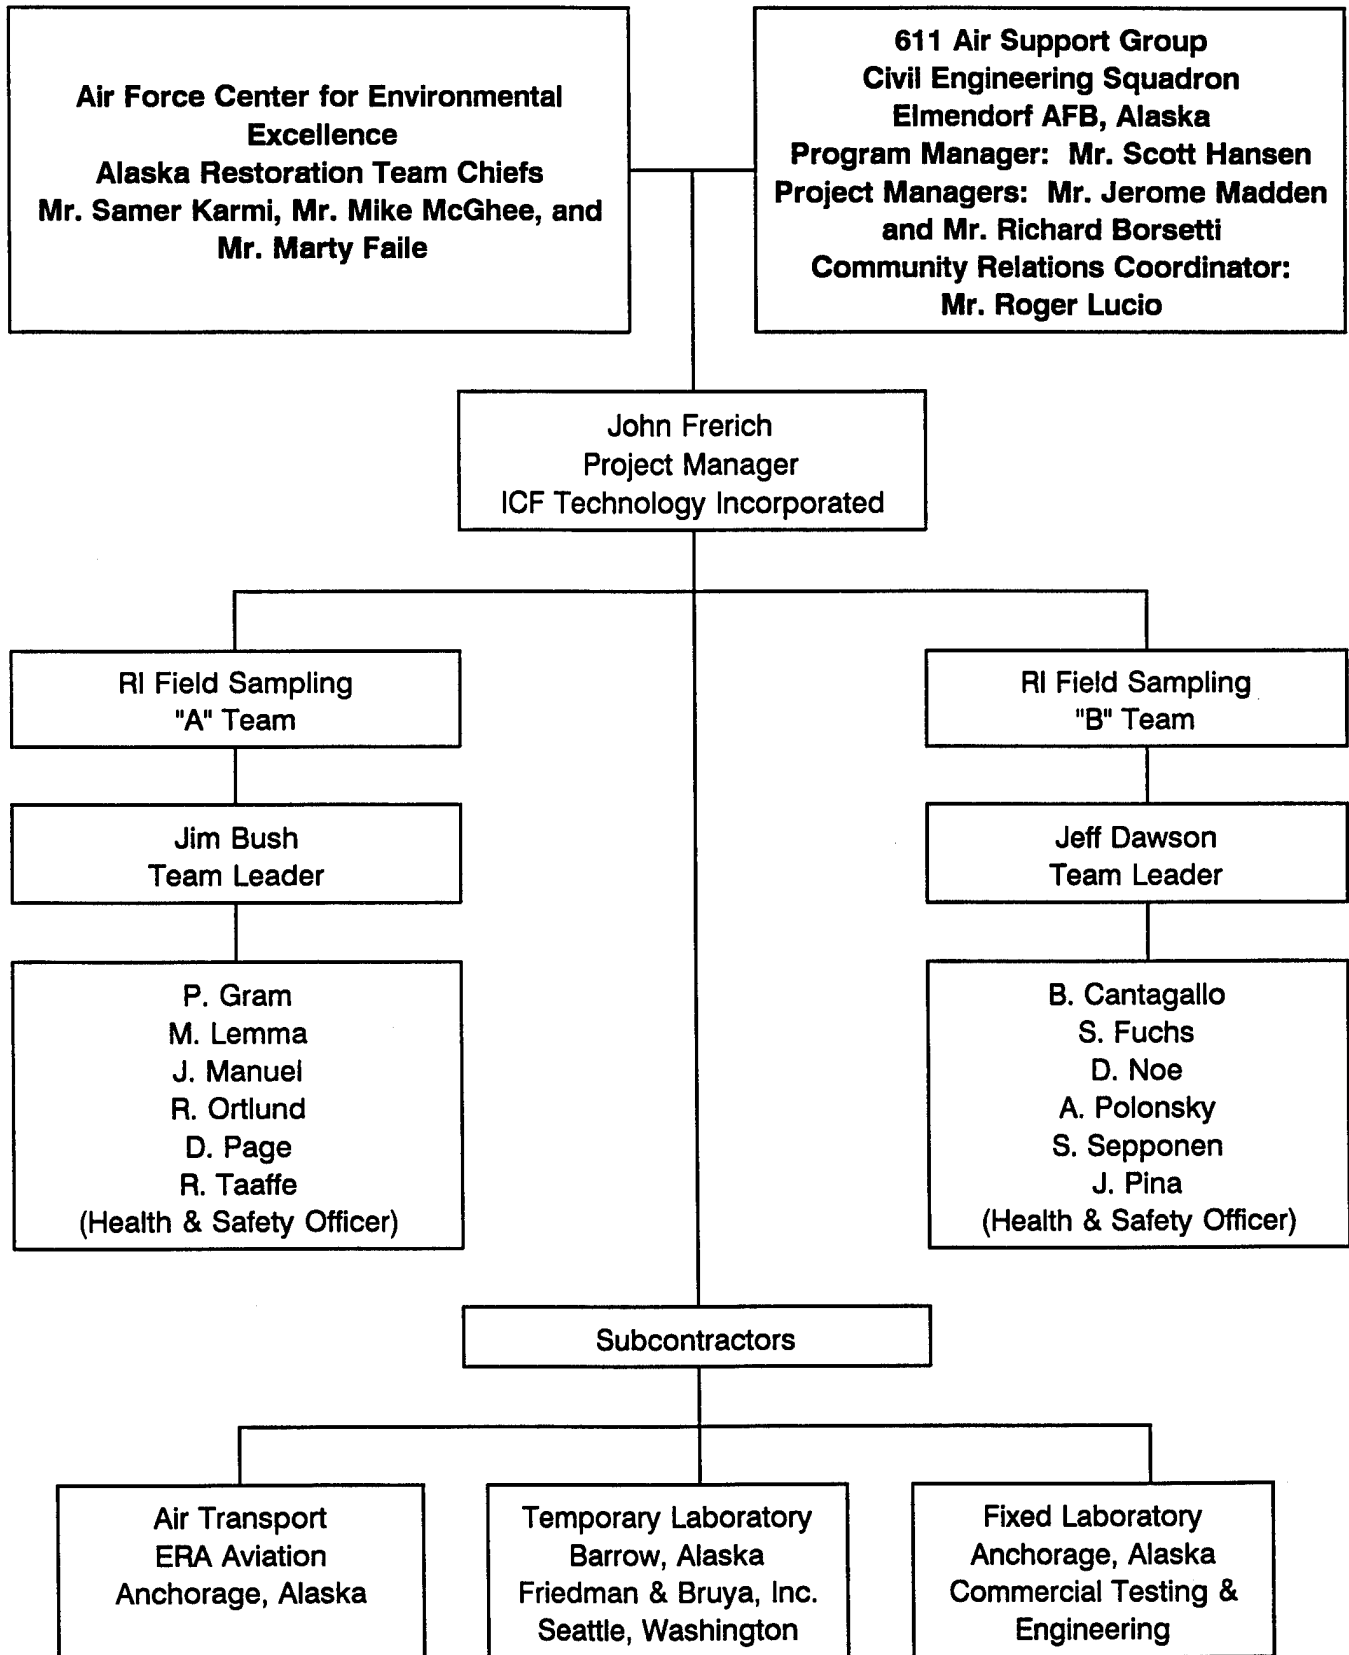 Air Force Center for Environmental
Excellence
Alaska Restoration Team Chiefs
Mr. Samer Karmi, Mr. Mike McGhee, and
Mr. Marty Faile
611 Air Support Group
Civil Engineering Squadron
Elmendorf AFB, Alaska
Program Manager: Mr. Scott Hansen
Project Managers: Mr. Jerome Madden
and Mr. Richard Borsetti
Community Relations Coordinator:
Mr. Roger Lucio
John Frerich
Project Manager
ICF Technology Incorporated
RI Field Sampling
"A" Team
Jim Bush
Team Leader
P. Gram
M. Lemma
J. Manuel
R. Ortlund
D. Page
R. Taaffe
(Health & Safety Officer)
RI Field Sampling
"B" Team
Jeff Dawson
Team Leader
B. Cantagallo
S. Fuchs
D. Noe
A. Polonsky
S. Sepponen
J. Pina
(Health & Safety Officer)
Subcontractors
Air Transport
ERA Aviation
Anchorage, Alaska
Temporary Laboratory
Barrow, Alaska
Friedman & Bruya, Inc.
Seattle, Washington
Fixed Laboratory
Anchorage, Alaska
Commercial Testing &
Engineering